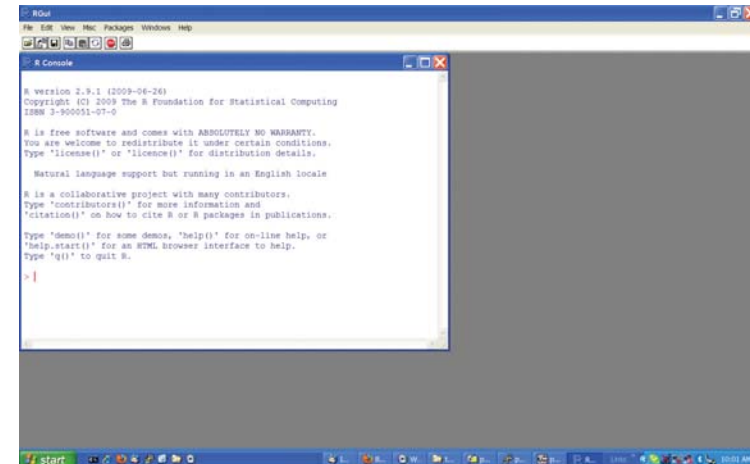 RGui
File Edit View Misc Packages Windows Help
R Console
R version 2.9.1 (2009-06-26)
Copyright (C) 2009 The R Foundation for Statistical Computing
ISBN 3-900051-07-0
R is free software and comes with ABSOLUTELY NO WARRANTY.
You are welcome to redistribute it under certain conditions.
Type 'license()' or 'licence()' for distribution details.
Natural language support but running in an English locale
R is a collaborative project with many contributors.
Type 'contributors()' for more information and
'citation()' on how to cite R or R packages in publications.
Type 'demo()' for some demos, 'help()' for on-line help, or
'help.start()' for an HTML browser interface to help.
Type 'q()' to quit R.
>
start 10:01 AM